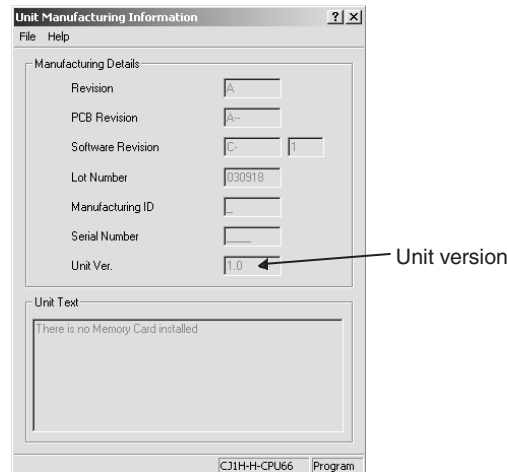 Unit Manufacturing Information ? ×
File Help
Manufacturing Details
Revision A
PCB Revision A--
Software Revision C- 1
Lot Number 030918
Manufacturing ID _
Serial Number ____
Unit Ver. 1.0
Unit version
Unit Text
There is no Memory Card installed
CJ1H-H-CPU66 Program